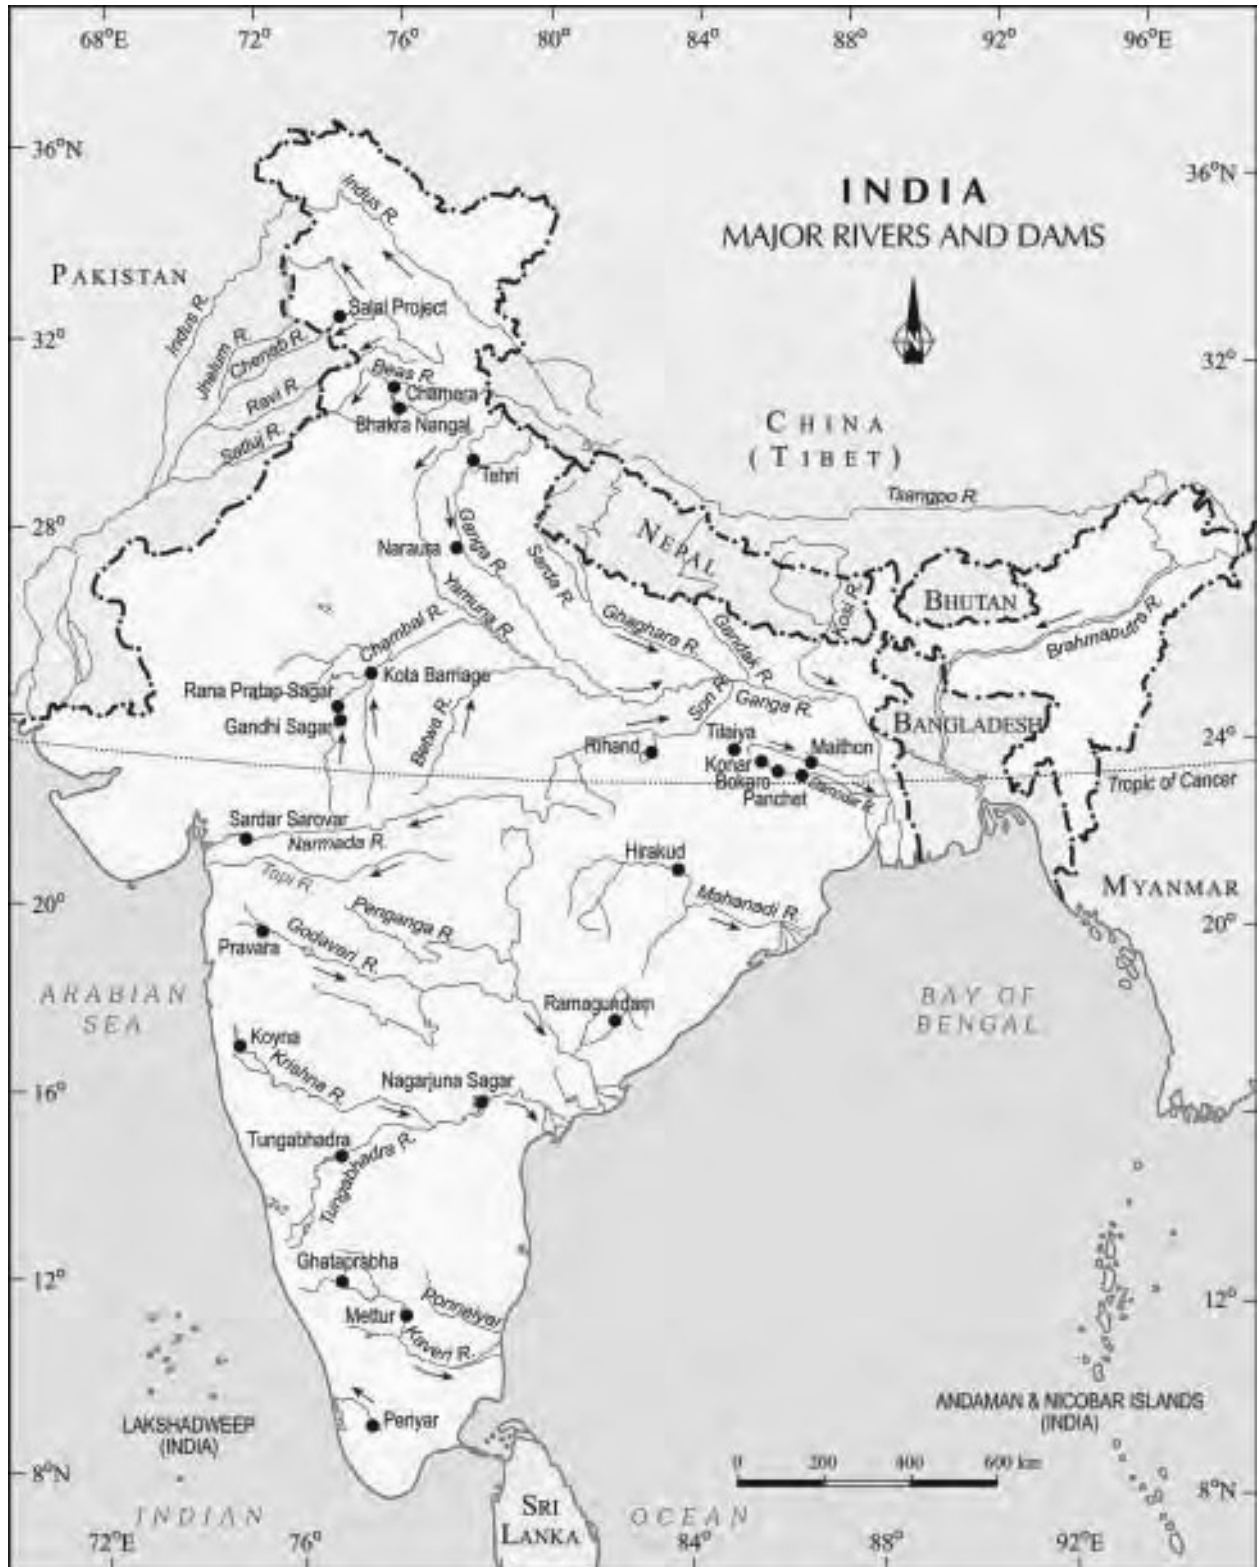 68°E 72° 76° 80° 84° 88° 92° 96°E
36°N
36°N
INDIA
MAJOR RIVERS AND DAMS
Indus R.
PAKISTAN
Indus R.
Salal Project
N
32°
32°
Jhelum R.
Chenab R.
Ravi R.
Beas R.
Chamera
Bhakra Nangal
Satluj R.
CHINA
(TIBET)
Tehri
Tsangpo R.
28°
28°
Naraura
Ganga R.
Sarda R.
NEPAL
Yamuna R.
Ghaghara R.
Gandak R.
Kosi R.
BHUTAN
Brahmaputra R.
Chambal R.
Kota Barriage
Rana Pratap Sagar
Gandhi Sagar
Betwa R.
Son R.
Ganga R.
BANGLADESH
Rihand
Tilaiya
Maithon
Konar
Bokaro
Panchet
Damodar R.
24°
Tropic of Cancer
Sardar Sarovar
Narmada R.
Tapi R.
Hirakud
Mahanadi R.
MYANMAR
20°
20°
Penganga R.
Pravara
Godavari R.
ARABIAN
SEA
Ramagundam
BAY OF
BENGAL
Koyna
Krishna R.
Nagarjuna Sagar
16°
16°
Tungabhadra
Tungabhadra R.
Ghataprabha
12°
12°
Ponnaiyar
Mettur
Kaveri R.
Periyar
LAKSHADWEEP
(INDIA)
ANDAMAN & NICOBAR ISLANDS
(INDIA)
0 200 400 600 km
8°N
8°N
INDIAN
OCEAN
SRI
LANKA
72°E 76° 84° 88° 92°E